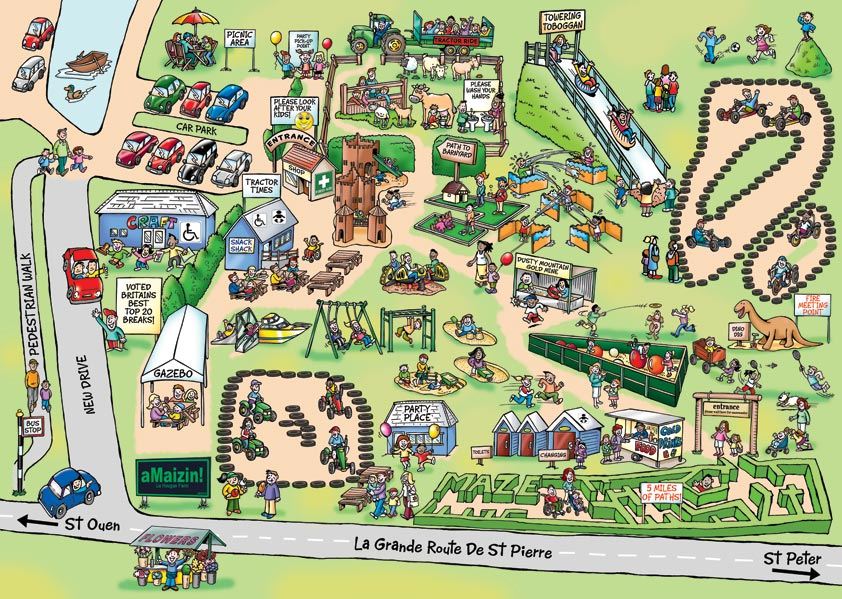 TOWERING
TOBOGGAN
PICNIC
AREA
PARTY
PICK-UP
POINT
TRACTOR RIDE
PLEASE
WASH YOUR
HANDS
PLEASE LOOK
AFTER YOUR
KIDS!
CAR PARK
ENTRANCE
SHOP
PATH TO
BARNYARD
TRACTOR
TIMES
CRAFT
SNACK
SHACK
DUSTY MOUNTAIN
GOLD MINE
PEDESTRIAN WALK
VOTED
BRITAINS
BEST
TOP 20
BREAKS!
FIRE
MEETING
POINT
DINO
DIG
GAZEBO
NEW DRIVE
PARTY
PLACE
entrance
BUS
STOP
TOILETS
CHANGING
FOOD
COLD
DRINKS
aMaizin!
MAZE
5 MILES
OF PATHS!
St Ouen
FLOWERS
La Grande Route De St Pierre
St Peter